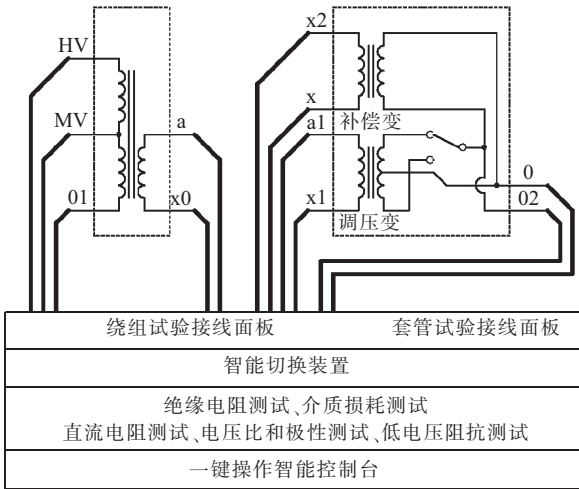 HV
MV
01
a
x0
x2
x
补偿变
a1
x1
调压变
0
02
绕组试验接线面板
套管试验接线面板
智能切换装置
绝缘电阻测试、介质损耗测试
直流电阻测试、电压比和极性测试、低电压阻抗测试
一键操作智能控制台